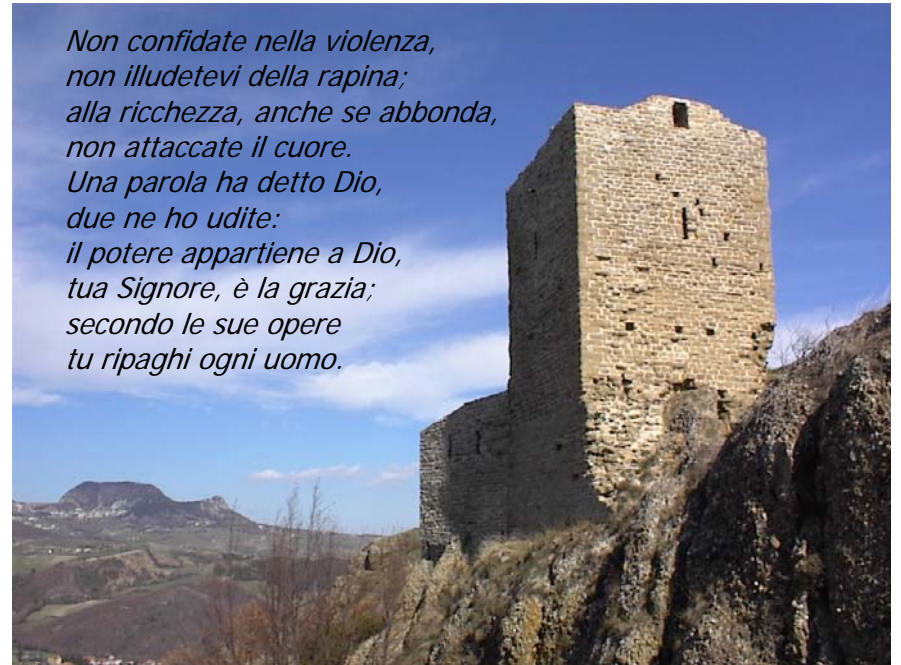 Non confidate nella violenza,
non illudetevi della rapina;
alla ricchezza, anche se abbonda,
non attaccate il cuore.
Una parola ha detto Dio,
due ne ho udite:
il potere appartiene a Dio,
tua Signore, è la grazia;
secondo le sue opere
tu ripaghi ogni uomo.